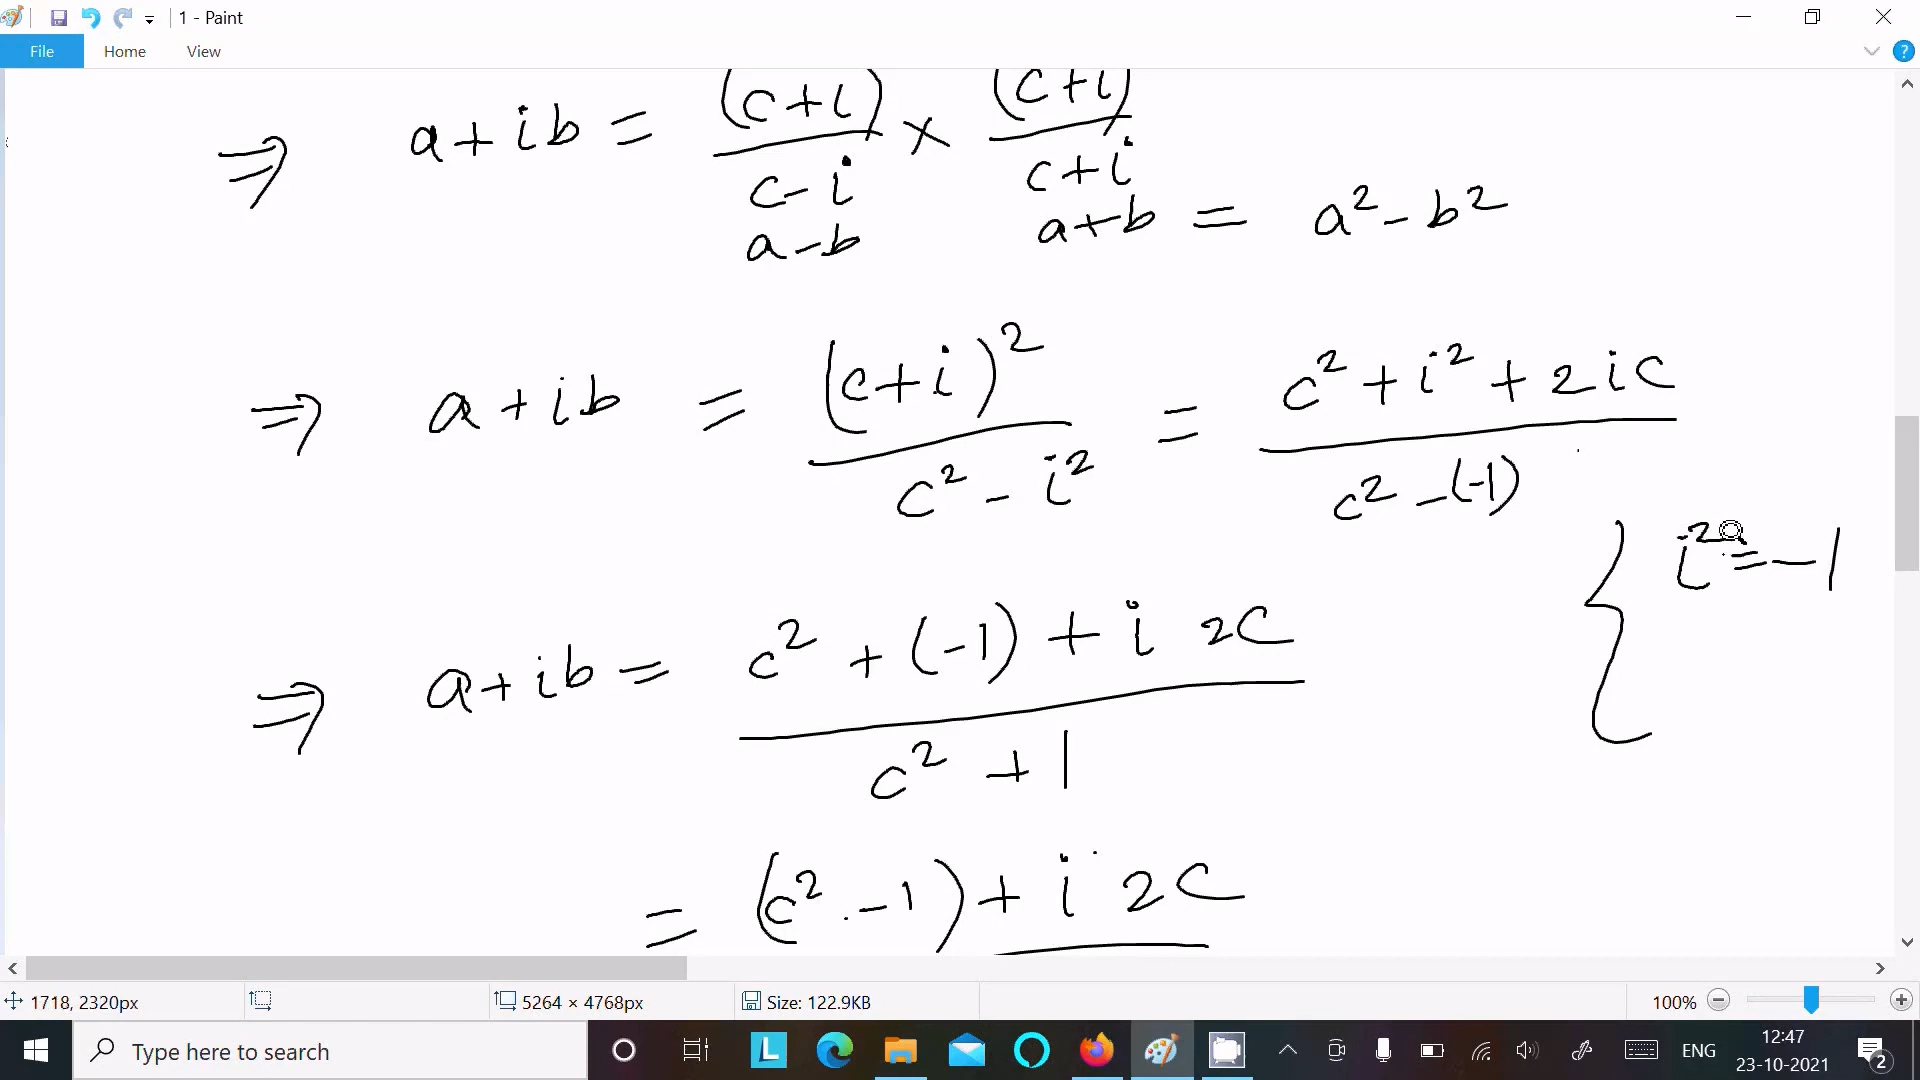 1 - Paint
File Home View
⇒ a+ib = (c+i)/(c-i) × (c+i)/(c+i)
a-b a+b = a²-b²
⇒ a+ib = (c+i)²/(c²-i²) = (c²+i²+2ic)/(c²-(-1))
{ i²=-1
⇒ a+ib = (c²+(-1)+i 2c)/(c²+1)
= (c²-1)+i 2c
1718, 2320px 5264 × 4768px Size: 122.9KB 100%
Type here to search L ENG 12:47
23-10-2021 2